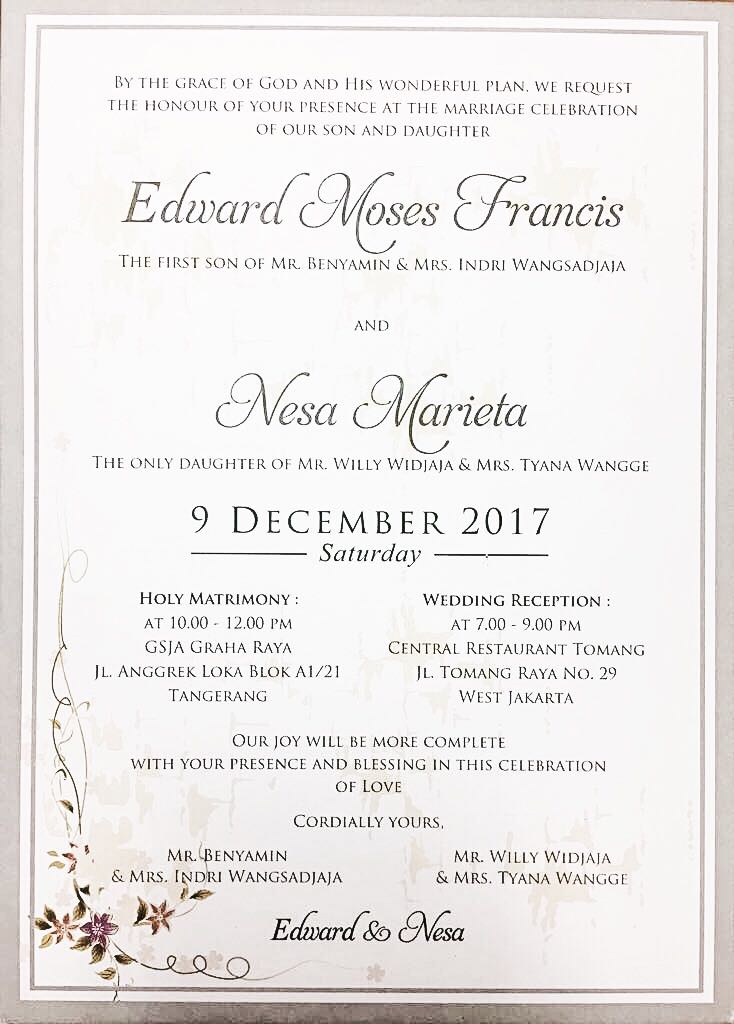 By the grace of God and His wonderful plan, we request
the honour of your presence at the marriage celebration
of our son and daughter
Edward Moses Francis
The first son of Mr. Benyamin & Mrs. Indri Wangsadjaja
and
Nesa Marieta
The only daughter of Mr. Willy Widjaja & Mrs. Tyana Wangge
9 December 2017
Saturday
Holy Matrimony :
at 10.00 - 12.00 pm
GSJA Graha Raya
Jl. Anggrek Loka Blok A1/21
Tangerang
Wedding Reception :
at 7.00 - 9.00 pm
Central Restaurant Tomang
Jl. Tomang Raya No. 29
West Jakarta
Our joy will be more complete
with your presence and blessing in this celebration
of Love
Cordially yours,
Mr. Benyamin
& Mrs. Indri Wangsadjaja
Mr. Willy Widjaja
& Mrs. Tyana Wangge
Edward & Nesa